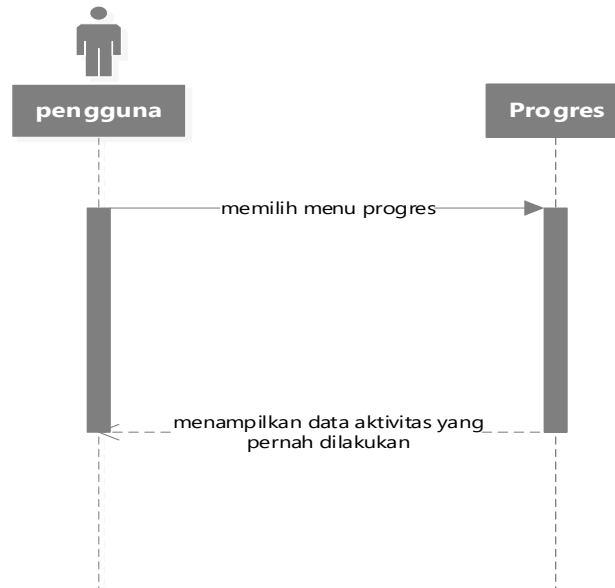 pengguna
Progres
memilih menu progres
menampilkan data aktivitas yang
pernah dilakukan